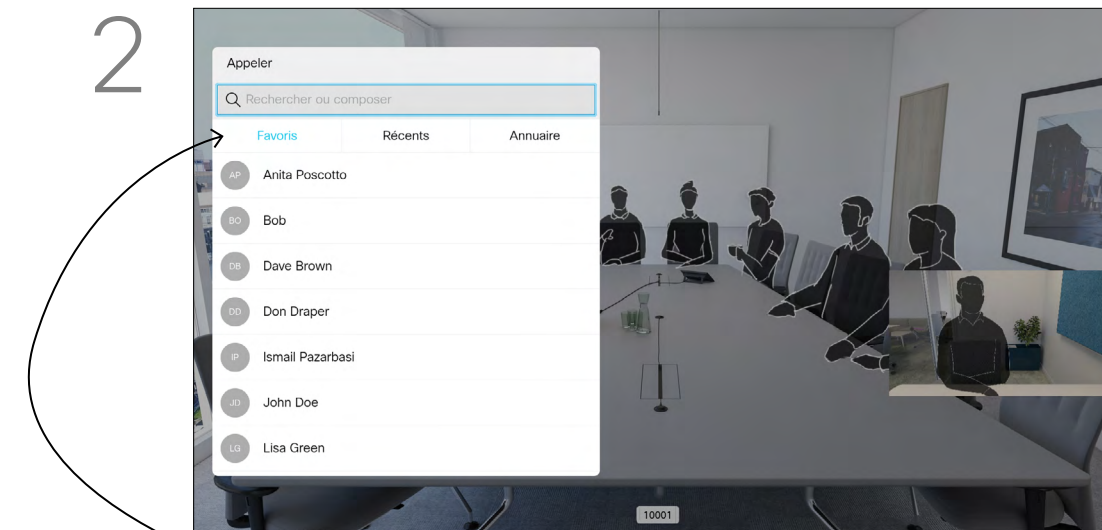 2
Appeler
Rechercher ou composer
Favoris Récents Annuaire
AP Anita Poscotto
BO Bob
DB Dave Brown
DD Don Draper
IP Ismail Pazarbasi
JD John Doe
LG Lisa Green
10001